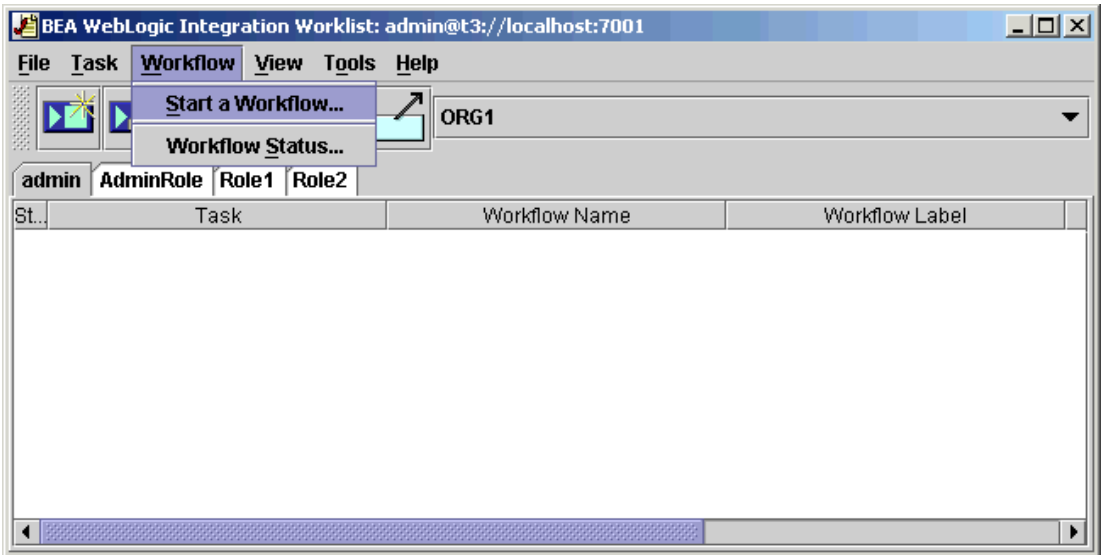 BEA WebLogic Integration Worklist: admin@t3://localhost:7001
File Task Workflow View Tools Help
Start a Workflow...
ORG1
Workflow Status...
admin AdminRole Role1 Role2
St... Task Workflow Name Workflow Label